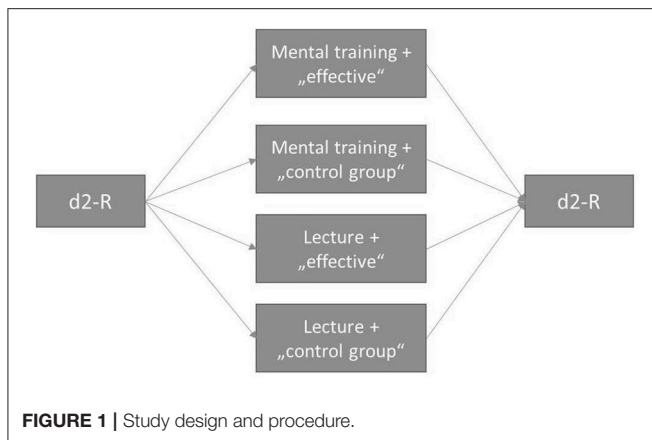 Mental training +
„effective“
Mental training +
„control group“
d2-R
d2-R
Lecture +
„effective“
Lecture +
„control group“
FIGURE 1 | Study design and procedure.